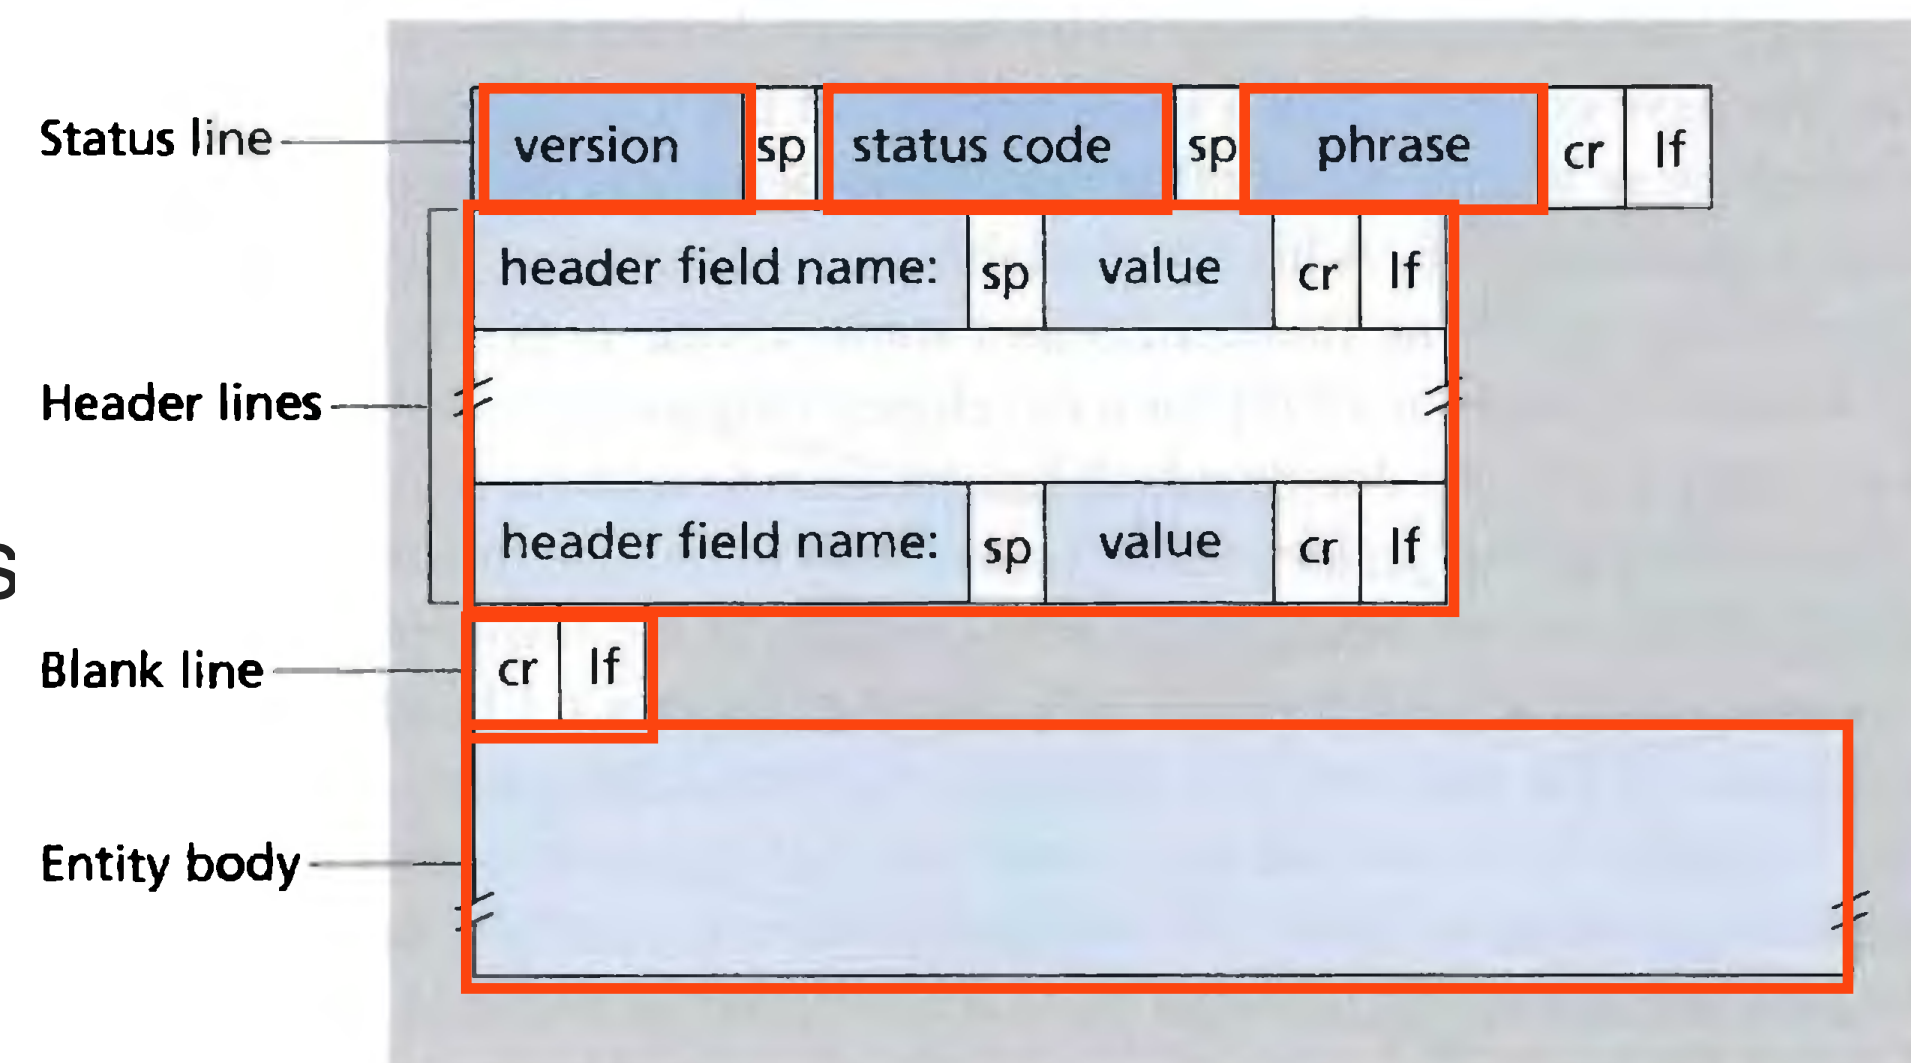 Status line version sp status code sp phrase cr lf
header field name: sp value cr lf
Header lines
header field name: sp value cr lf
s
Blank line cr lf
Entity body